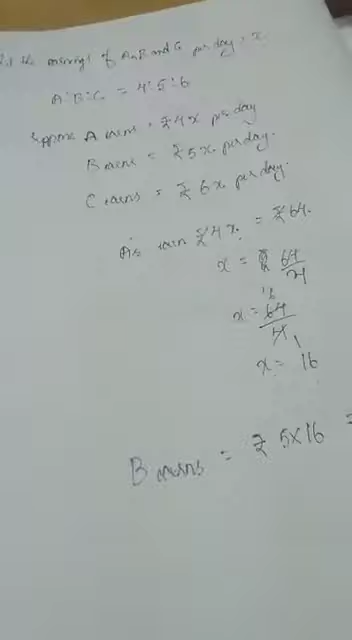 the earnings of A, B and C per day = x
A:B:C = 4:5:6
Suppose A earns = ₹4x per day
B earns = ₹5x per day.
C earns = ₹6x per day.
A's earn ₹4x = ₹64.
x = ₹ 64/4
x = 64/4 16 1
x = 16
B earns = ₹ 5×16 =